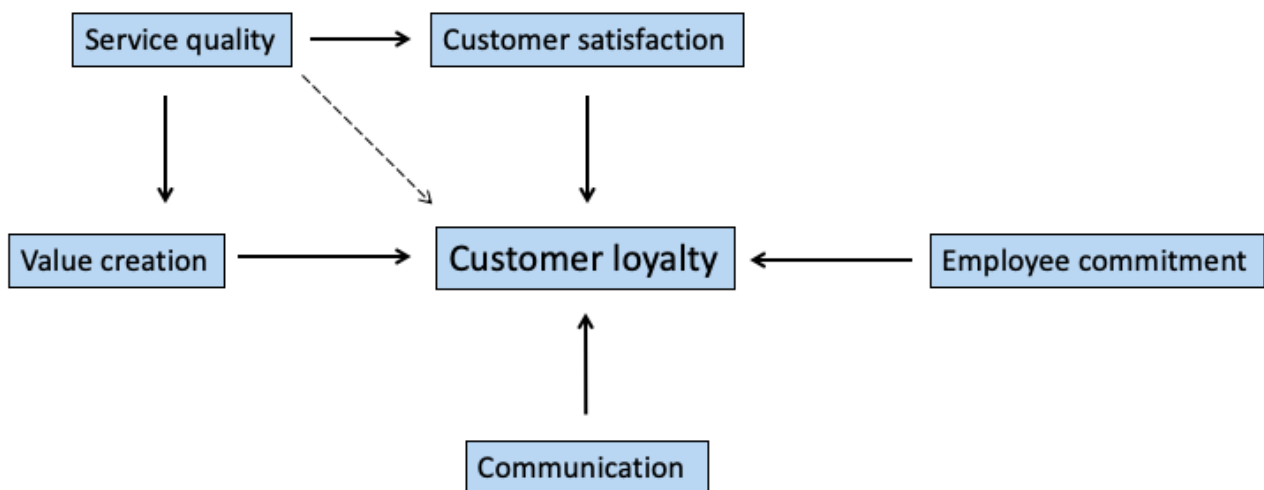 Service quality
Customer satisfaction
Value creation
Customer loyalty
Employee commitment
Communication